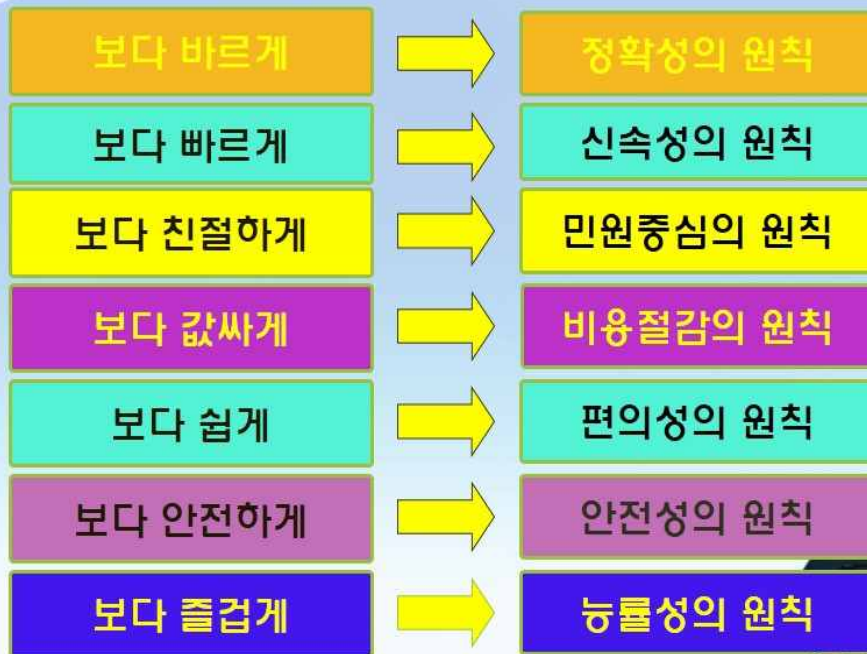 보다 바르게 정확성의 원칙
보다 빠르게 신속성의 원칙
보다 친절하게 민원중심의 원칙
보다 값싸게 비용절감의 원칙
보다 쉽게 편의성의 원칙
보다 안전하게 안전성의 원칙
보다 즐겁게 능률성의 원칙